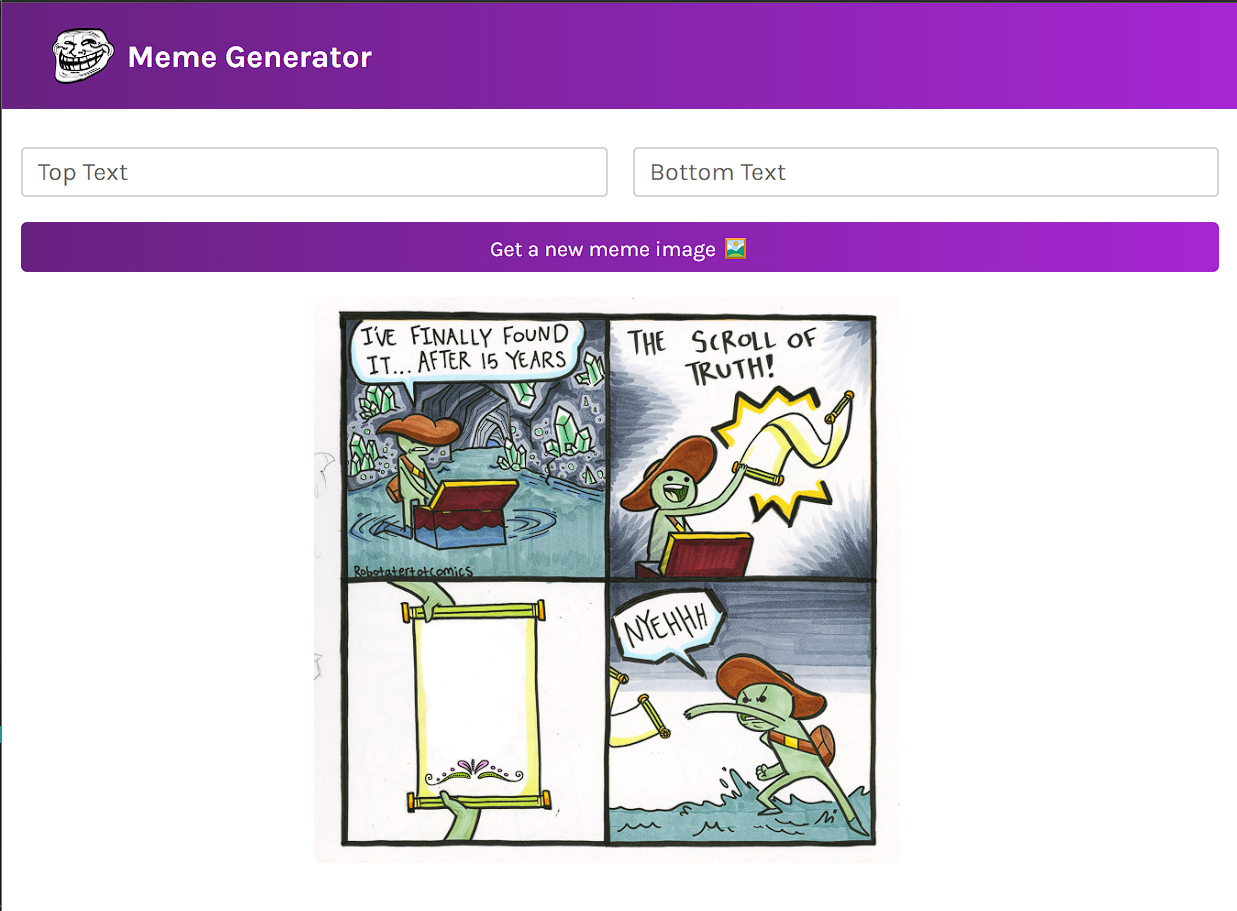 Meme Generator
Top Text
Bottom Text
Get a new meme image
I'VE FINALLY FOUND
IT... AFTER 15 YEARS
THE SCROLL OF
TRUTH!
Robotatertotcomics
NYEHHH